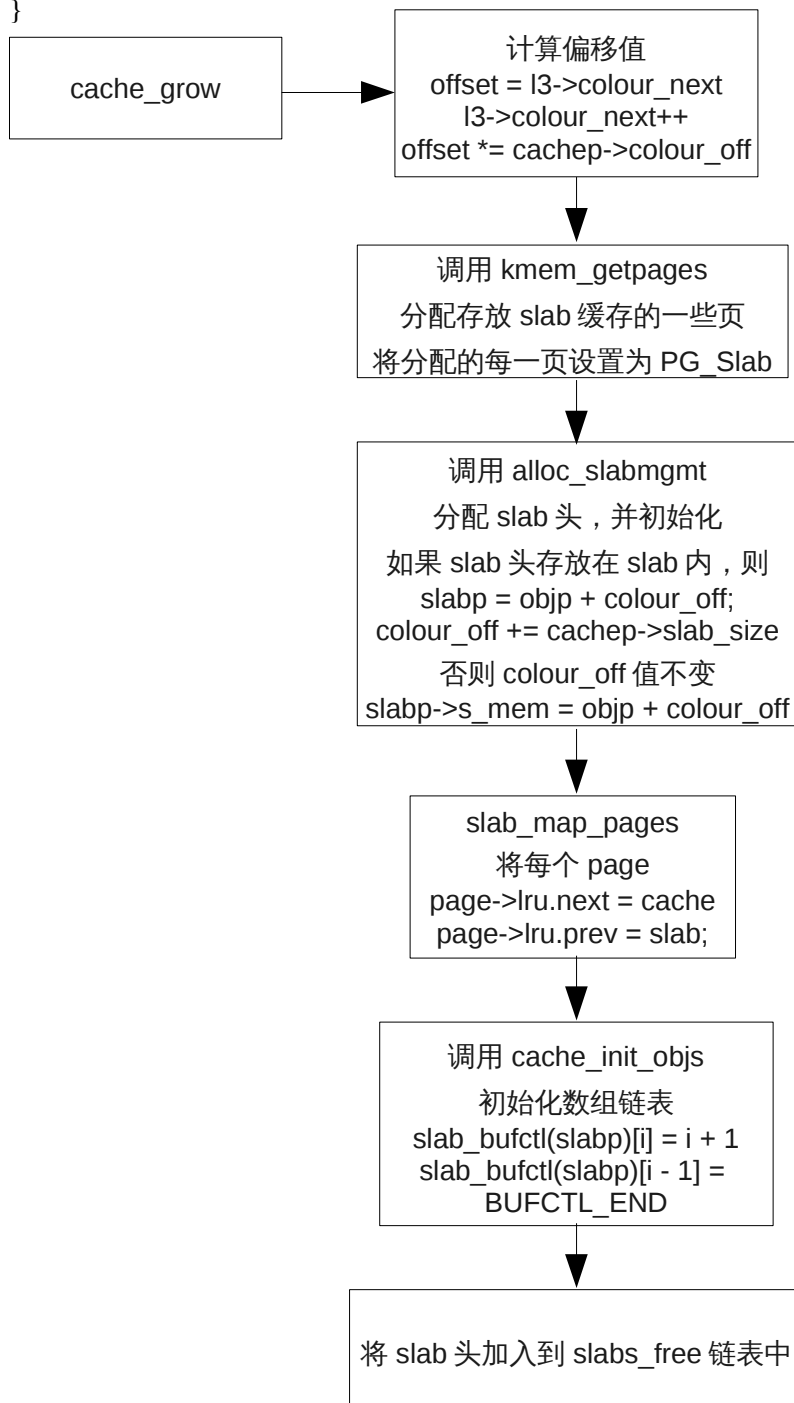 }
cache_grow
计算偏移值
offset = l3->colour_next
l3->colour_next++
offset *= cachep->colour_off
调用 kmem_getpages
分配存放 slab 缓存的一些页
将分配的每一页设置为 PG_Slab
调用 alloc_slabmgmt
分配 slab 头，并初始化
如果 slab 头存放在 slab 内，则
slabp = objp + colour_off;
colour_off += cachep->slab_size
否则 colour_off 值不变
slabp->s_mem = objp + colour_off
slab_map_pages
将每个 page
page->lru.next = cache
page->lru.prev = slab;
调用 cache_init_objs
初始化数组链表
slab_bufctl(slabp)[i] = i + 1
slab_bufctl(slabp)[i - 1] =
BUFCTL_END
将 slab 头加入到 slabs_free 链表中